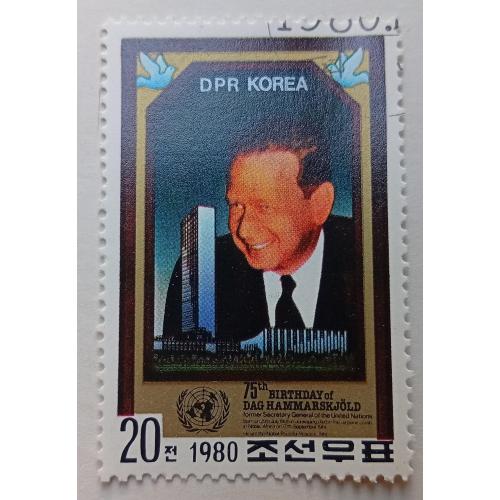 1980.
DPR KOREA
75th BIRTHDAY of
DAG HAMMARSKJÖLD
former Secretary General of the United Nations
20전 1980 조선우표